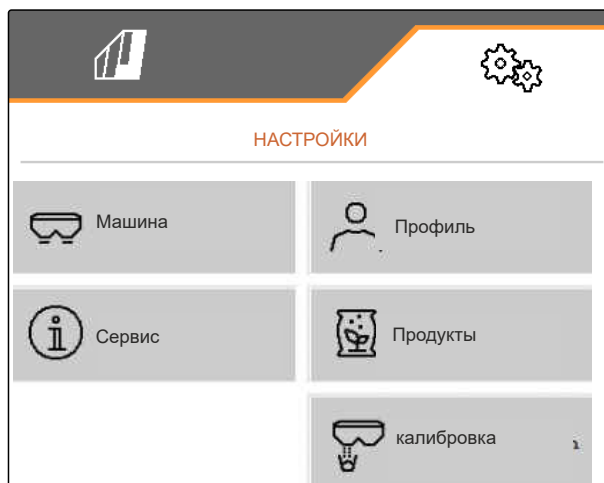 НАСТРОЙКИ
Машина
Профиль
Сервис
Продукты
калибровка